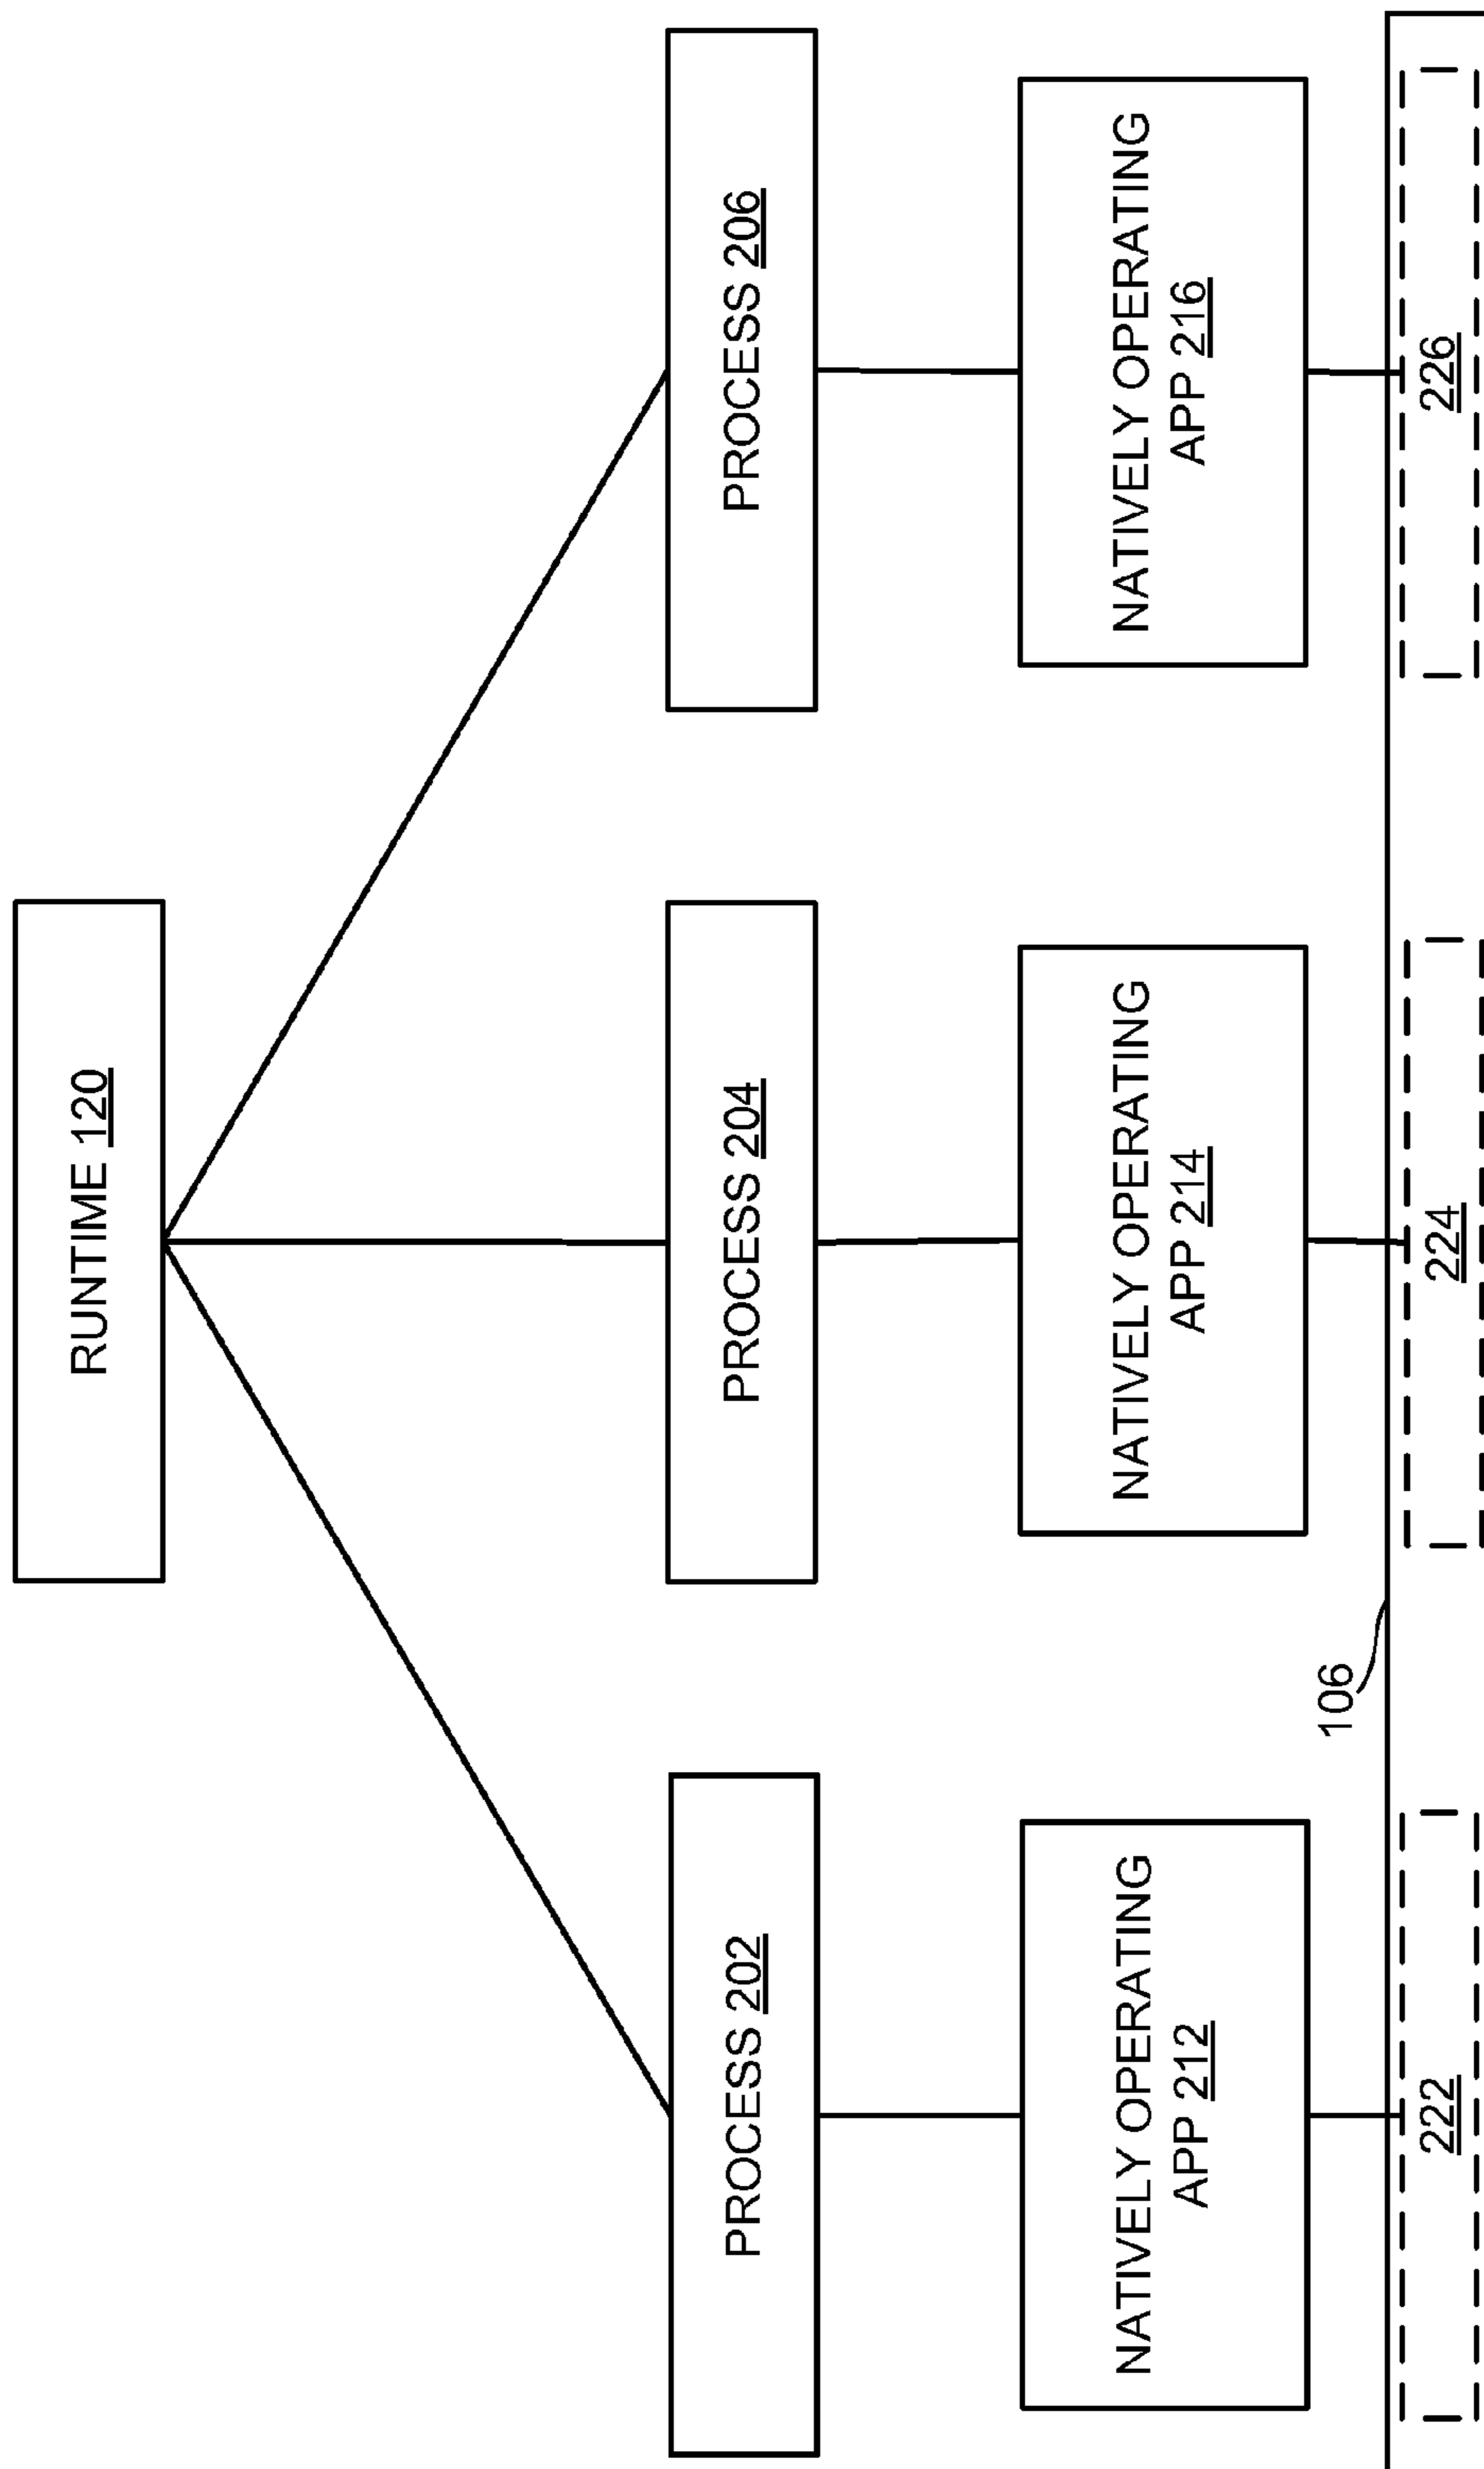 RUNTIME 120
PROCESS 202
PROCESS 204
PROCESS 206
NATIVELY OPERATING
APP 212
NATIVELY OPERATING
APP 214
NATIVELY OPERATING
APP 216
106
222
224
226